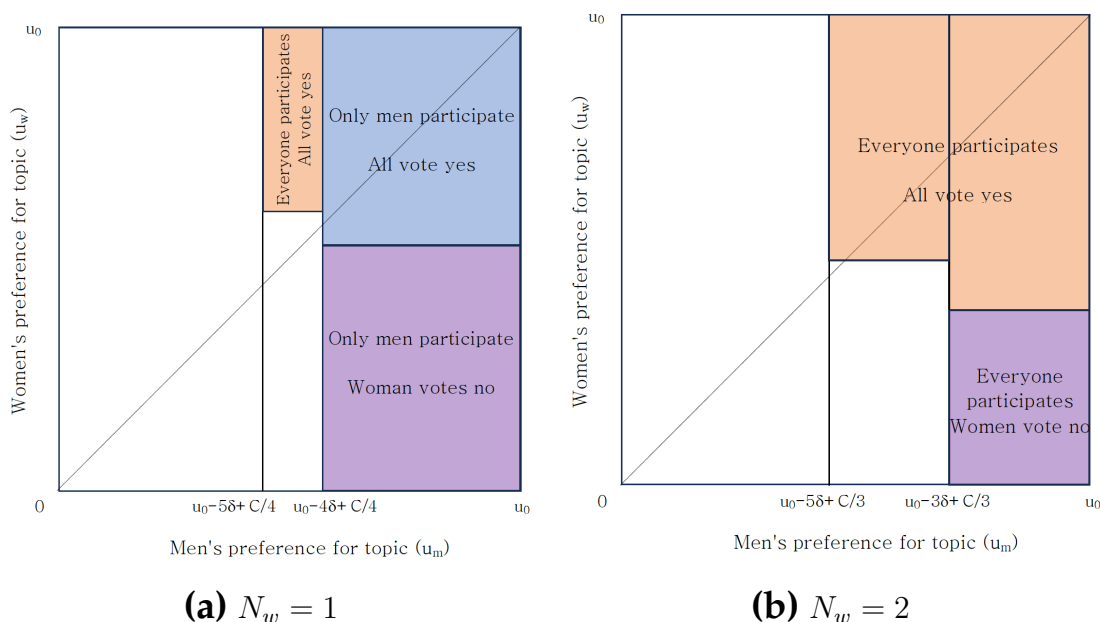 u₀
Women's preference for topic (u_w)
Everyone participates
All vote yes
Only men participate
All vote yes
Only men participate
Woman votes no
0
u₀−5δ+ C/4
u₀−4δ+ C/4
u₀
Men's preference for topic (u_m)
(a) N_w = 1
u₀
Women's preference for topic (u_w)
Everyone participates
All vote yes
Everyone
participates
Women vote no
0
u₀−5δ+ C/3
u₀−3δ+ C/3
u₀
Men's preference for topic (u_m)
(b) N_w = 2